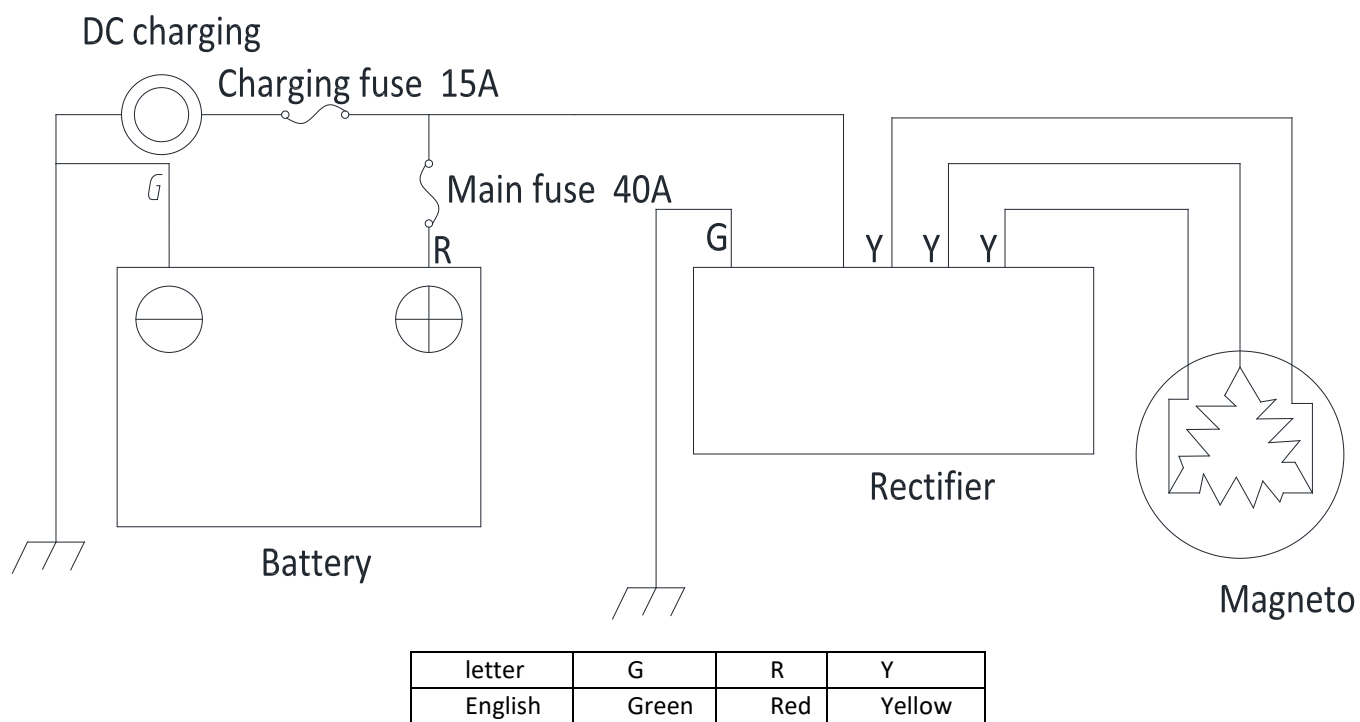 DC charging
Charging fuse 15A
G
Main fuse 40A
R
G
Y Y Y
Rectifier
Battery
Magneto
letter G R Y
English Green Red Yellow